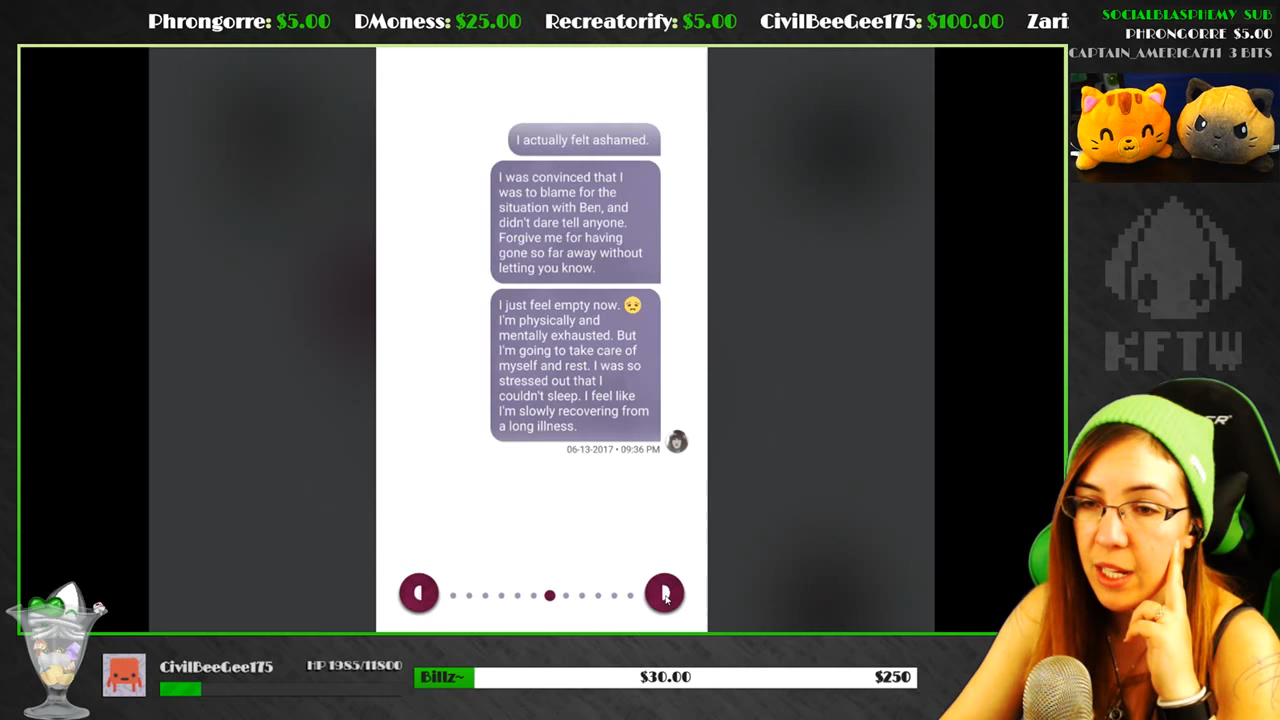 Phrongorre: $5.00 DMoness: $25.00 Recreatorify: $5.00 CivilBeeGee175: $100.00 Zari
SOCIALBLASPHEMY SUB
PHRONGORRE $5.00
CAPTAIN_AMERICA711 3 BITS
I actually felt ashamed.
I was convinced that I
was to blame for the
situation with Ben, and
didn't dare tell anyone.
Forgive me for having
gone so far away without
letting you know.
I just feel empty now. 😔
I'm physically and
mentally exhausted. But
I'm going to take care of
myself and rest. I was so
stressed out that I
couldn't sleep. I feel like
I'm slowly recovering from
a long illness.
06-13-2017 • 09:36 PM
KFTW
CivilBeeGee175 HP 1985/11800
Billz~ $30.00 $250